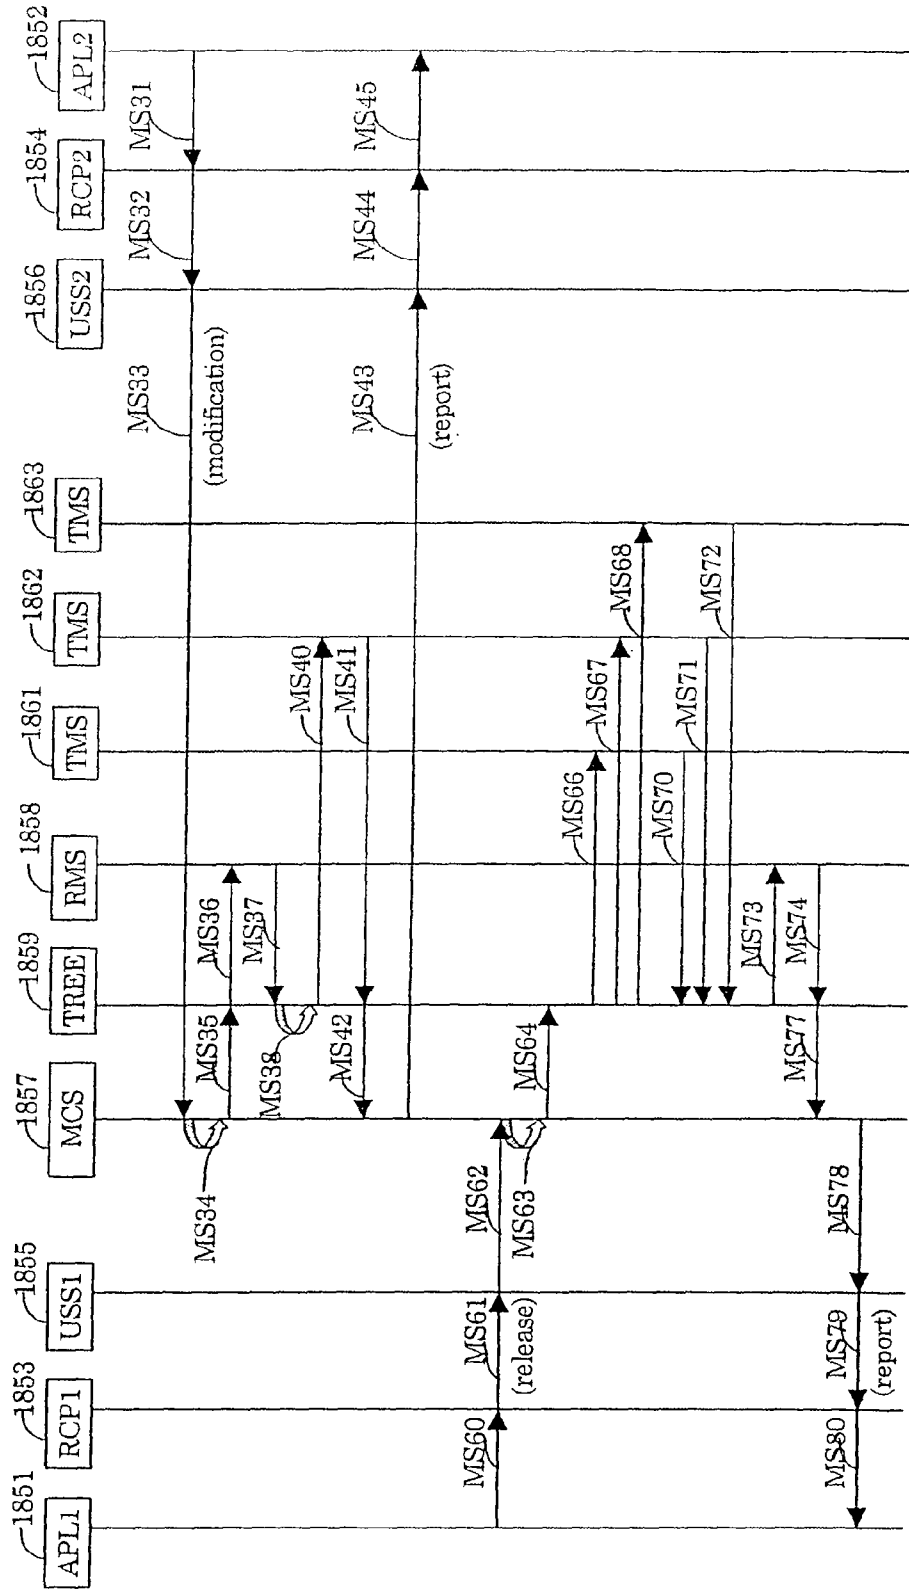 1851
APL1
1853
RCP1
1855
USS1
1857
MCS
1859
TREE
1858
RMS
1861
TMS
1862
TMS
1863
TMS
1856
USS2
1854
RCP2
1852
APL2
MS31
MS32
MS33
(modification)
MS34
MS35
MS36
MS37
MS38
MS40
MS41
MS42
MS43
(report)
MS44
MS45
MS60
MS61
(release)
MS62
MS63
MS64
MS66
MS67
MS68
MS70
MS71
MS72
MS73
MS74
MS77
MS78
MS79
(report)
MS80